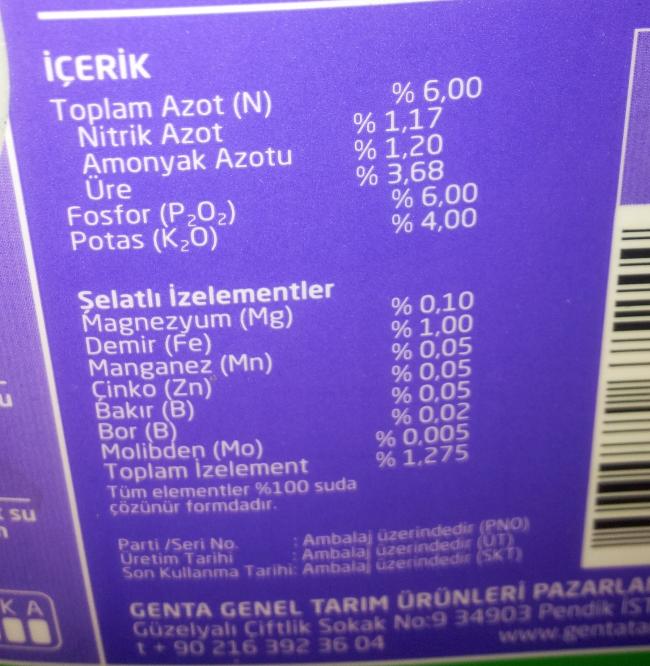 İÇERİK
Toplam Azot (N) % 6,00
Nitrik Azot % 1,17
Amonyak Azotu % 1,20
Üre % 3,68
Fosfor (P₂O₂) % 6,00
Potas (K₂O) % 4,00
Şelatlı İzelementler
Magnezyum (Mg) % 0,10
Demir (Fe) % 1,00
Manganez (Mn) % 0,05
Çinko (Zn) % 0,05
Bakır (B) % 0,05
Bor (B) % 0,02
Molibden (Mo) % 0,005
Toplam İzelement % 1,275
Tüm elementler %100 suda
çözünür formdadır.
Parti /Seri No. : Ambalaj üzerindedir (PNO)
Üretim Tarihi : Ambalaj üzerindedir (ÜT)
Son Kullanma Tarihi: Ambalaj üzerindedir (SKT)
GENTA GENEL TARIM ÜRÜNLERİ PAZARLA
Güzelyalı Çiftlik Sokak No:9 34903 Pendik İST
t + 90 216 392 36 04 www.gentata
su
K A